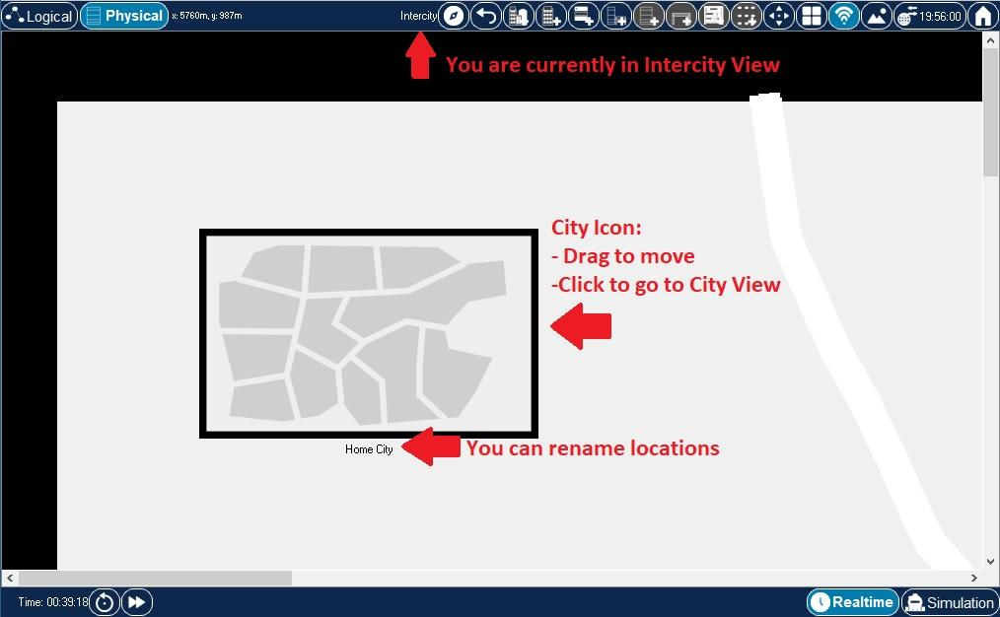 Logical
Physical
x: 5760m, y: 987m
Intercity
19:56:00
You are currently in Intercity View
City Icon:
- Drag to move
-Click to go to City View
Home City
You can rename locations
Time: 00:39:18
Realtime
Simulation